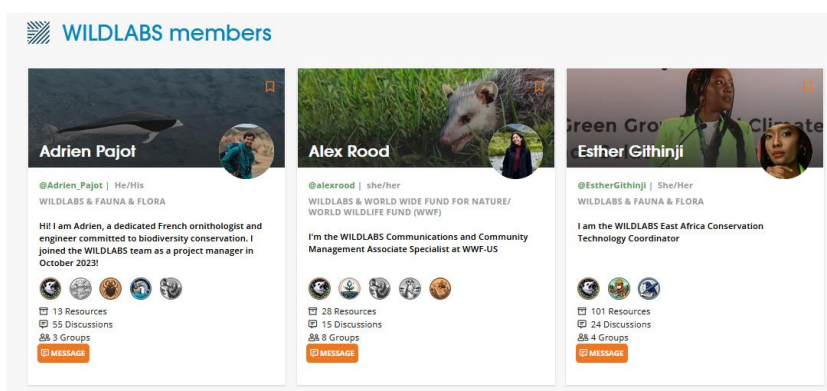 WILDLABS members
Adrien Pajot
@Adrien_Pajot | He/His
WILDLABS & FAUNA & FLORA
Hi! I am Adrien, a dedicated French ornithologist and
engineer committed to biodiversity conservation. I
joined the WILDLABS team as a project manager in
October 2023!
13 Resources
55 Discussions
3 Groups
MESSAGE
Alex Rood
@alexrood | she/her
WILDLABS & WORLD WIDE FUND FOR NATURE/
WORLD WILDLIFE FUND (WWF)
I'm the WILDLABS Communications and Community
Management Associate Specialist at WWF-US
28 Resources
15 Discussions
8 Groups
MESSAGE
Green Gro Climate
Esther Githinji
@EstherGithinji | She/Her
WILDLABS & FAUNA & FLORA
I am the WILDLABS East Africa Conservation
Technology Coordinator
101 Resources
24 Discussions
4 Groups
MESSAGE